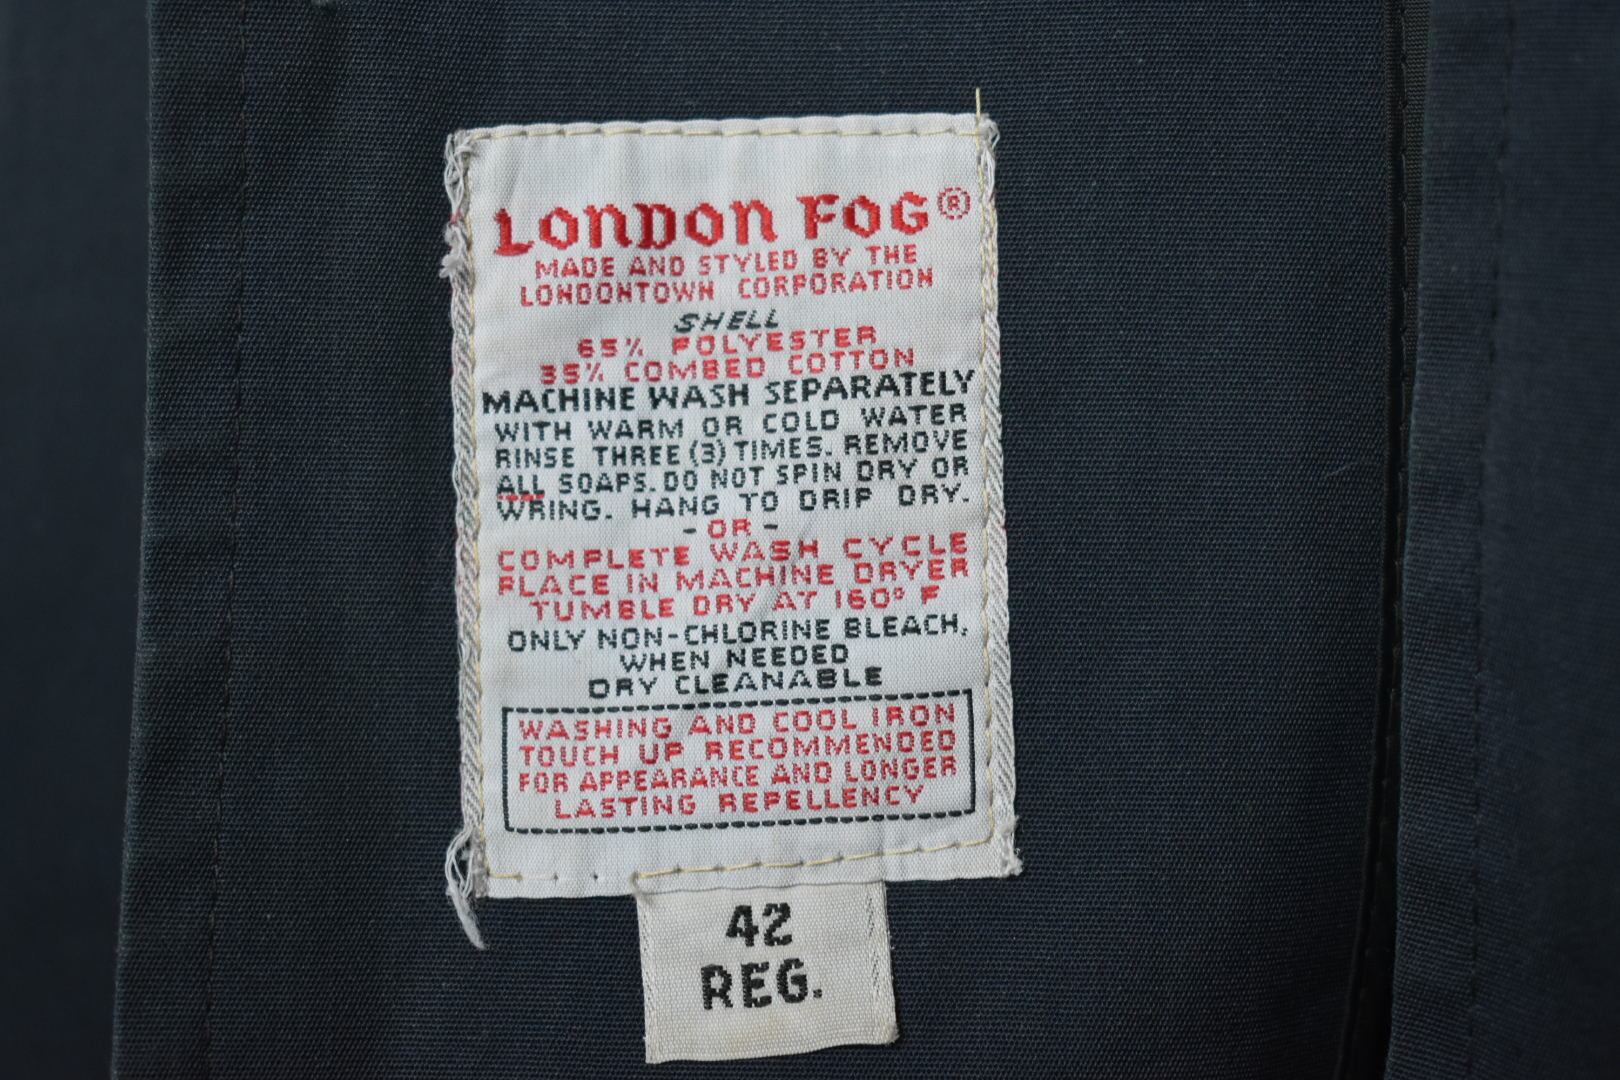 LONDON FOG®
MADE AND STYLED BY THE
LONDONTOWN CORPORATION
SHELL
65% POLYESTER
35% COMBED COTTON
MACHINE WASH SEPARATELY
WITH WARM OR COLD WATER
RINSE THREE (3) TIMES. REMOVE
ALL SOAPS. DO NOT SPIN DRY OR
WRING. HANG TO DRIP DRY.
- OR -
COMPLETE WASH CYCLE
PLACE IN MACHINE DRYER
TUMBLE DRY AT 160° F
ONLY NON-CHLORINE BLEACH,
WHEN NEEDED
DRY CLEANABLE
WASHING AND COOL IRON
TOUCH UP RECOMMENDED
FOR APPEARANCE AND LONGER
LASTING REPELLENCY
42
REG.